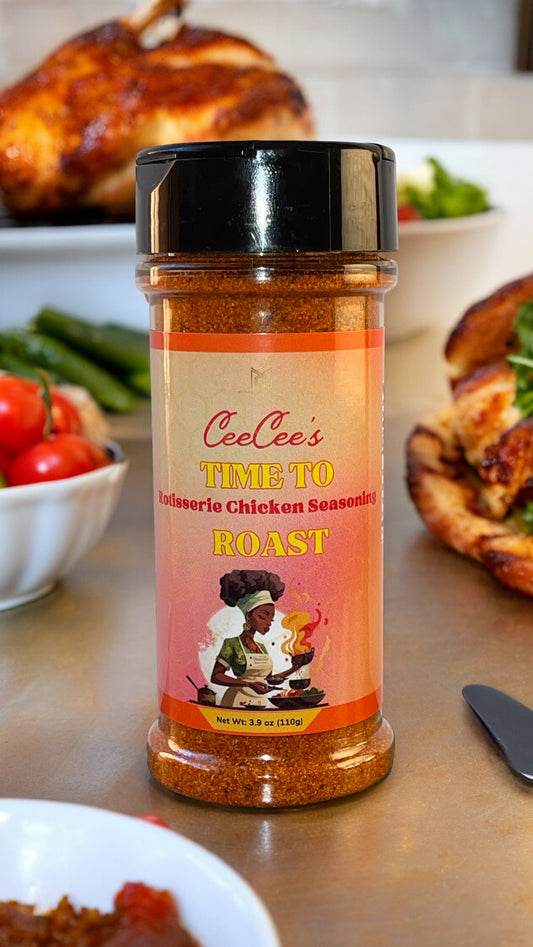 CeeCee's
TIME TO
Rotisserie Chicken Seasoning
ROAST
Net Wt: 3.9 oz (110g)